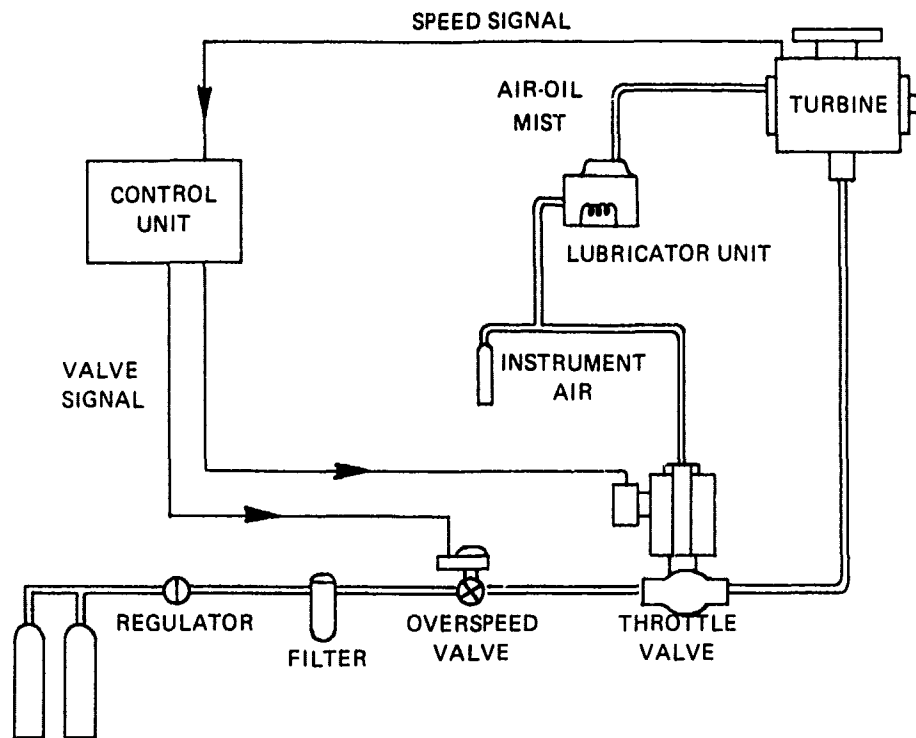 SPEED SIGNAL
AIR-OIL
MIST
TURBINE
CONTROL
UNIT
LUBRICATOR UNIT
VALVE
SIGNAL
INSTRUMENT
AIR
REGULATOR
FILTER
OVERSPEED
VALVE
THROTTLE
VALVE